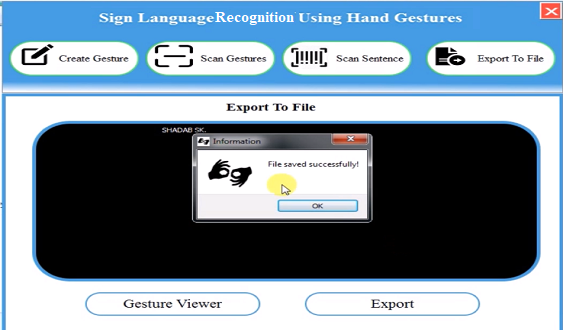 Sign LanguageRecognition Using Hand Gestures
Create Gesture
Scan Gestures
Scan Sentence
Export To File
Export To File
SHADAB SK.
Information
File saved successfully!
OK
Gesture Viewer
Export